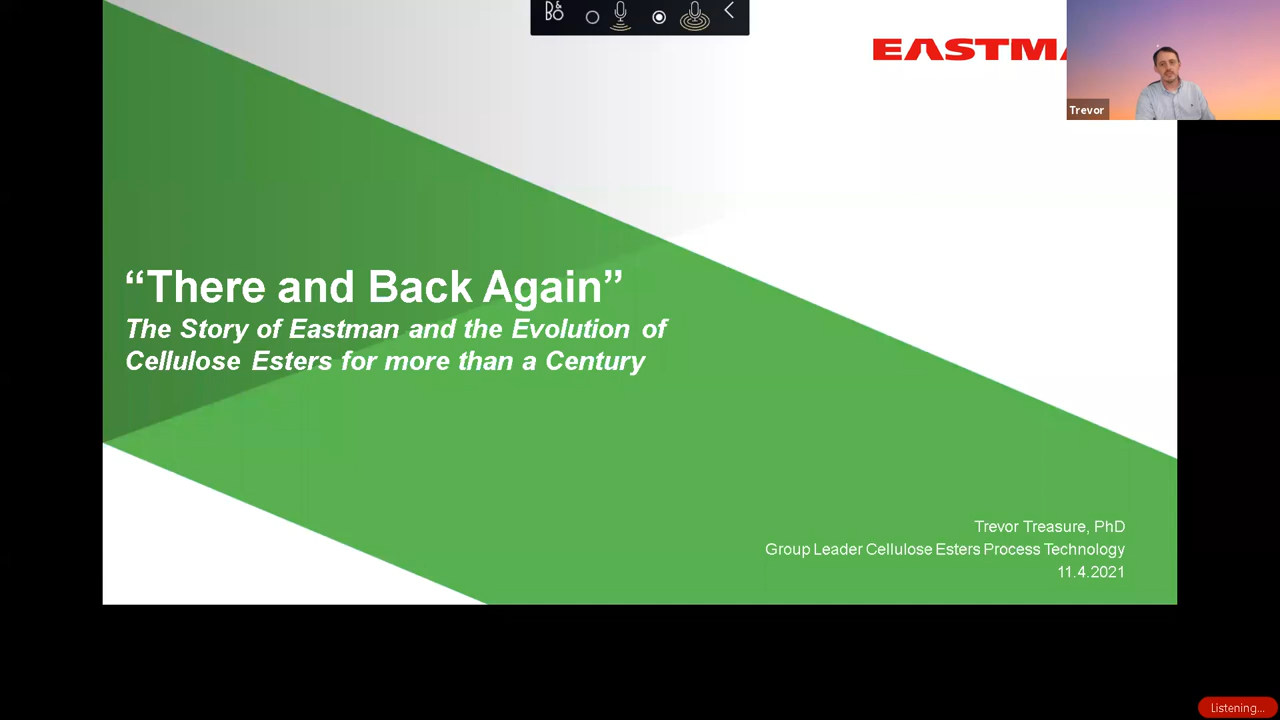 B&O
EASTMA
Trevor
“There and Back Again”
The Story of Eastman and the Evolution of
Cellulose Esters for more than a Century
Trevor Treasure, PhD
Group Leader Cellulose Esters Process Technology
11.4.2021
Listening...